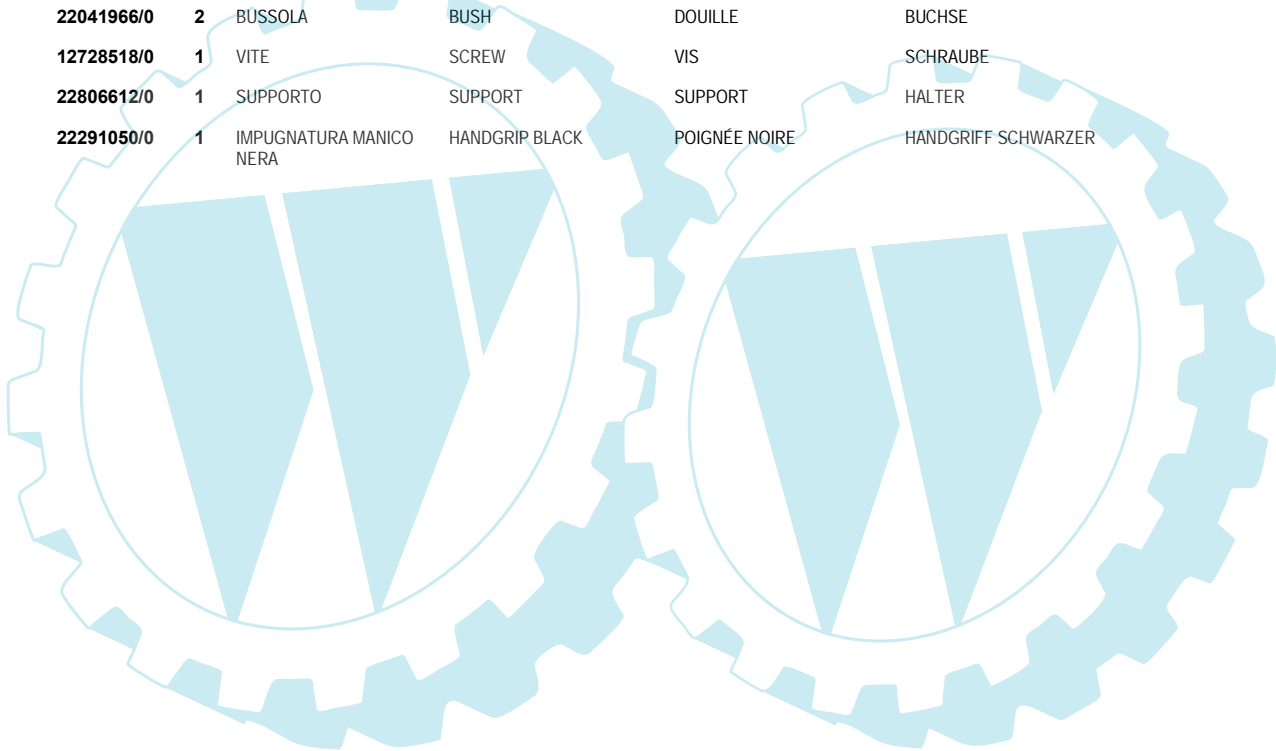 22041966/0 2 BUSSOLA BUSH DOUILLE BUCHSE
12728518/0 1 VITE SCREW VIS SCHRAUBE
22806612/0 1 SUPPORTO SUPPORT SUPPORT HALTER
22291050/0 1 IMPUGNATURA MANICO HANDGRIP BLACK POIGNÉE NOIRE HANDGRIFF SCHWARZER
NERA